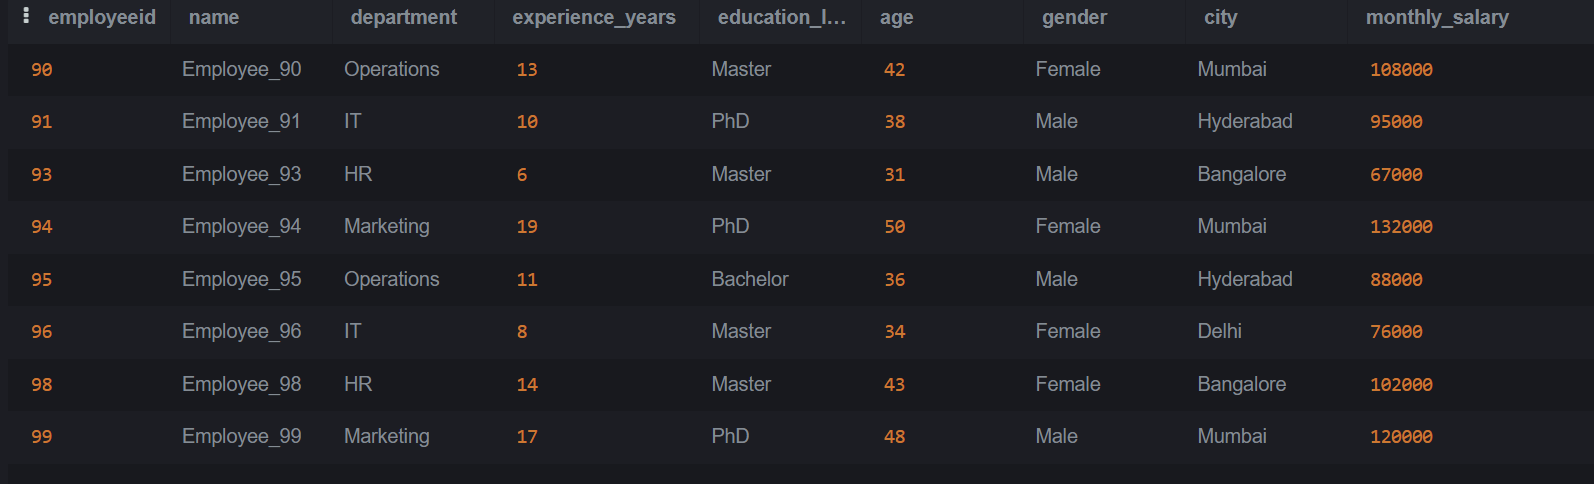 employeeid name department experience_years education_l... age gender city monthly_salary
90 Employee_90 Operations 13 Master 42 Female Mumbai 108000
91 Employee_91 IT 10 PhD 38 Male Hyderabad 95000
93 Employee_93 HR 6 Master 31 Male Bangalore 67000
94 Employee_94 Marketing 19 PhD 50 Female Mumbai 132000
95 Employee_95 Operations 11 Bachelor 36 Male Hyderabad 88000
96 Employee_96 IT 8 Master 34 Female Delhi 76000
98 Employee_98 HR 14 Master 43 Female Bangalore 102000
99 Employee_99 Marketing 17 PhD 48 Male Mumbai 120000